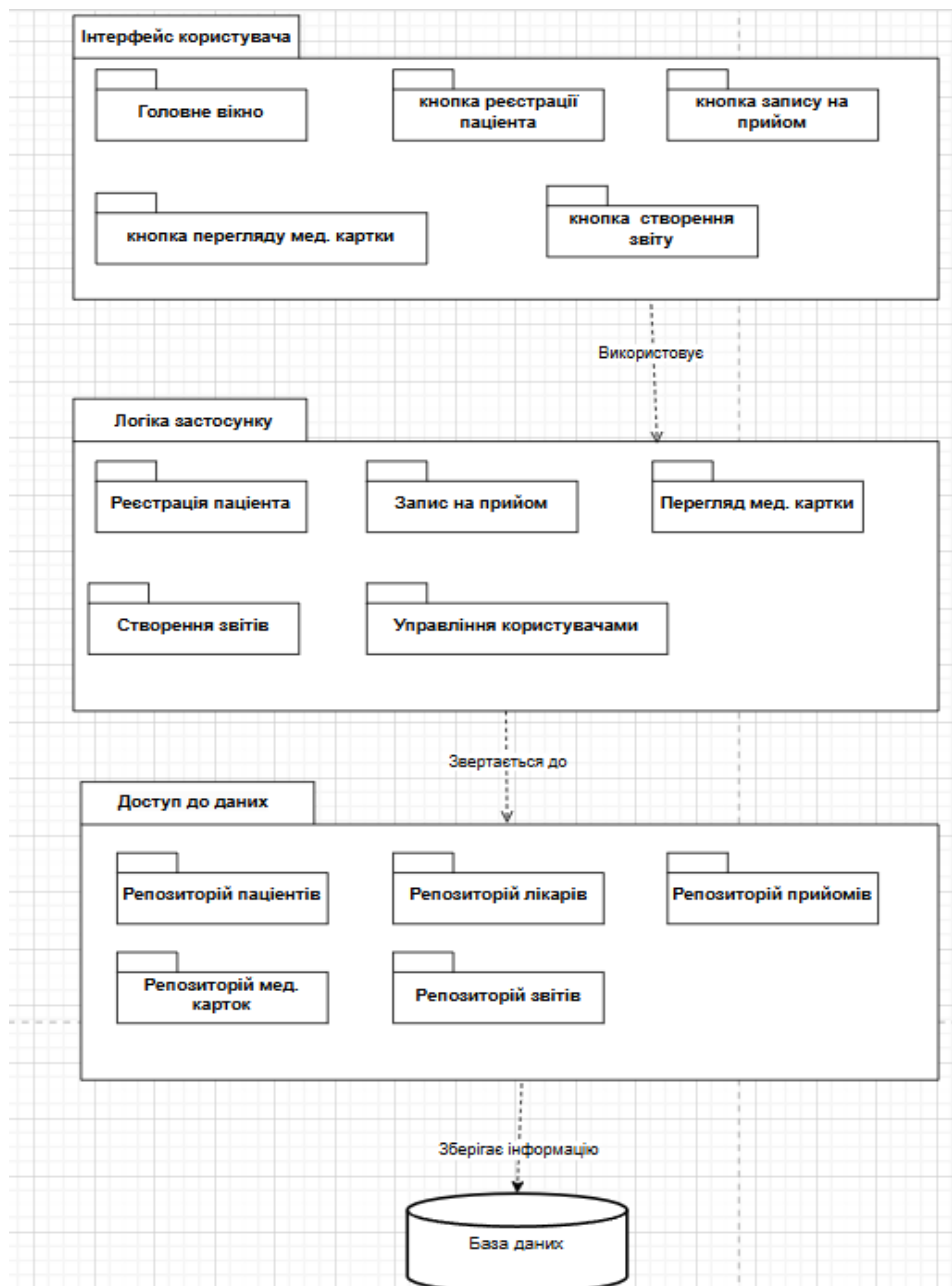 Інтерфейс користувача
Головне вікно
кнопка реєстрації
пацієнта
кнопка запису на
прийом
кнопка перегляду мед. картки
кнопка створення
звіту
Використовує
Логіка застосунку
Реєстрація пацієнта
Запис на прийом
Перегляд мед. картки
Створення звітів
Управління користувачами
Звертається до
Доступ до даних
Репозиторій пацієнтів
Репозиторій лікарів
Репозиторій прийомів
Репозиторій мед.
карток
Репозиторій звітів
Зберігає інформацію
База даних